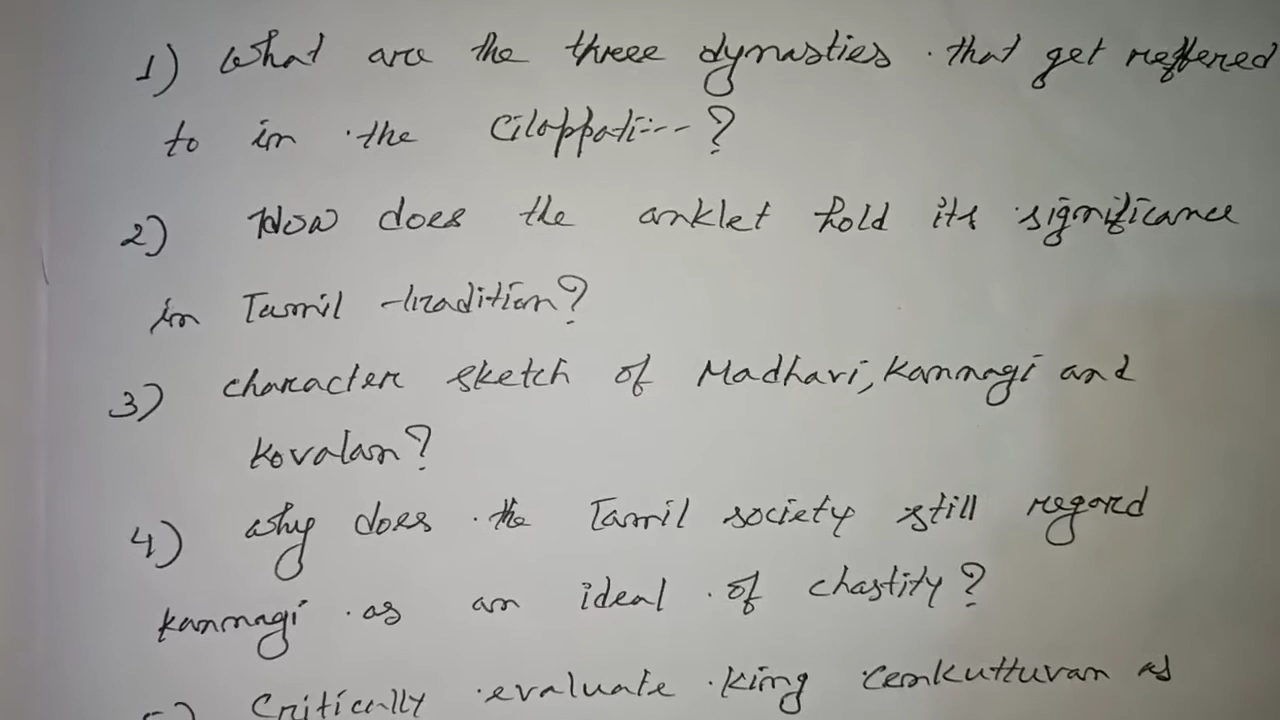 1) What are the three dynasties that get reffered
to in the Cilappati---?
2) How does the anklet hold its significance
in Tamil tradition?
3) character sketch of Madhavi, Kannagi and
Kovalan?
4) Why does the Tamil society still regard
Kannagi as an ideal of chastity?
5) Critically evaluate king Cenkuttuvan as